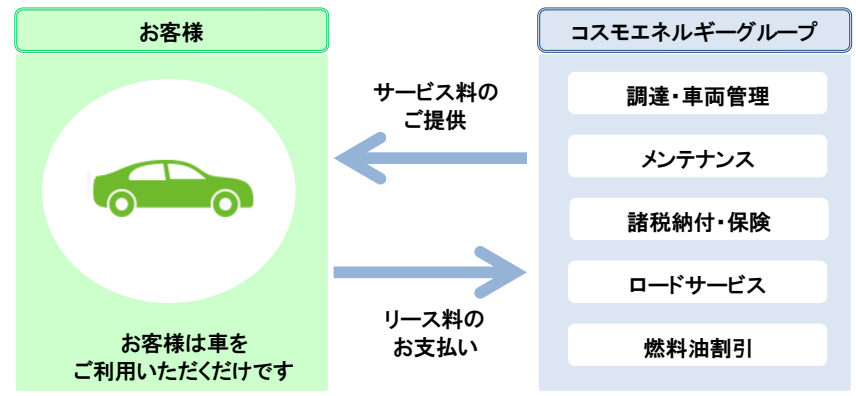 お客様
コスモエネルギーグループ
サービス料の
ご提供
リース料の
お支払い
お客様は車を
ご利用いただくだけです
調達・車両管理
メンテナンス
諸税納付・保険
ロードサービス
燃料油割引